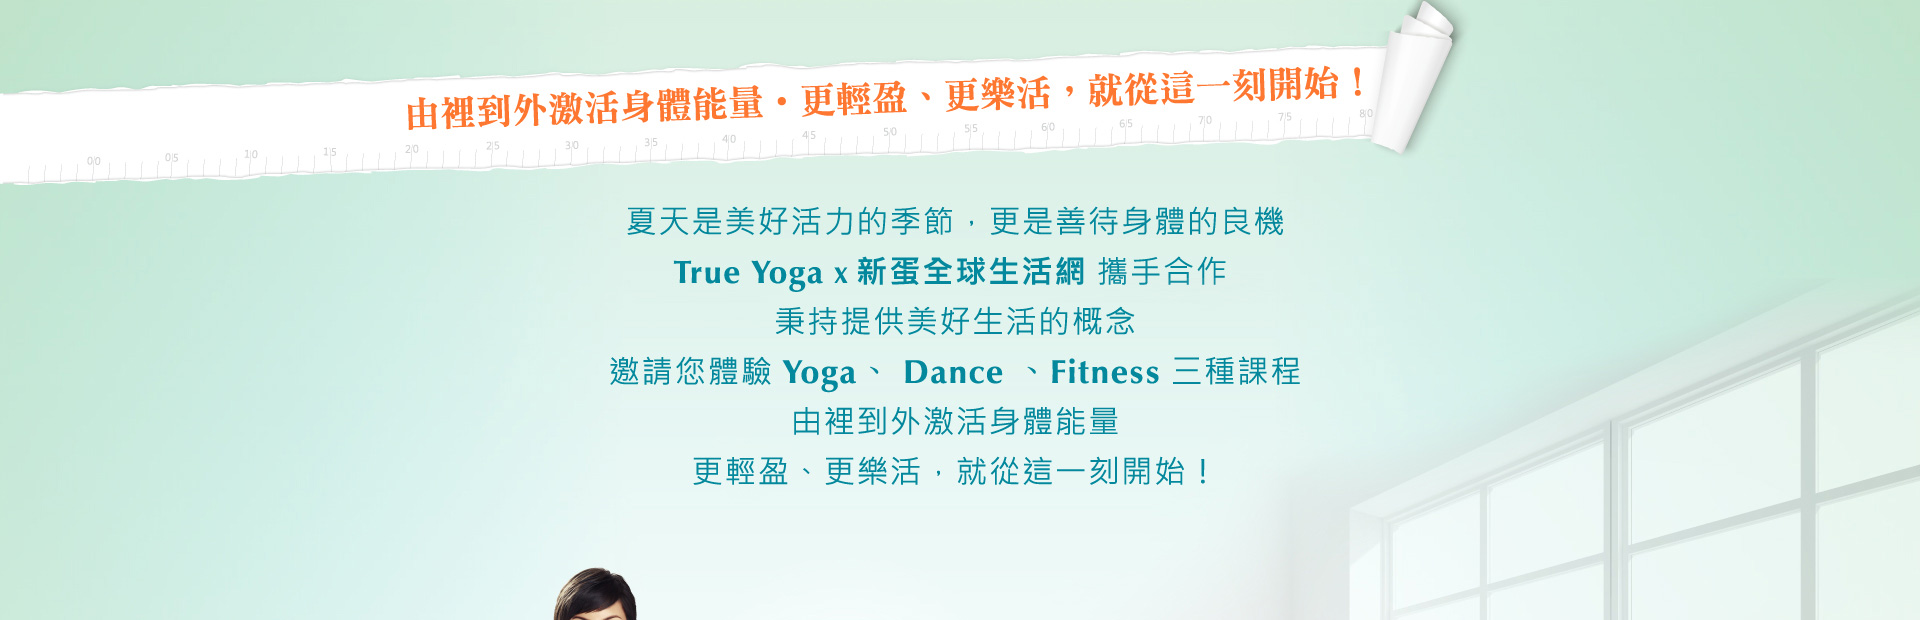 由裡到外激活身體能量・更輕盈、更樂活，就從這一刻開始！
00 05 10 15 20 25 30 35 40 45 50 55 60 65 70 75 80
夏天是美好活力的季節，更是善待身體的良機
True Yoga x 新蛋全球生活網 攜手合作
秉持提供美好生活的概念
邀請您體驗 Yoga、 Dance 、Fitness 三種課程
由裡到外激活身體能量
更輕盈、更樂活，就從這一刻開始！